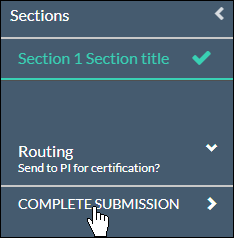 Sections
Section 1 Section title
Routing
Send to PI for certification?
COMPLETE SUBMISSION